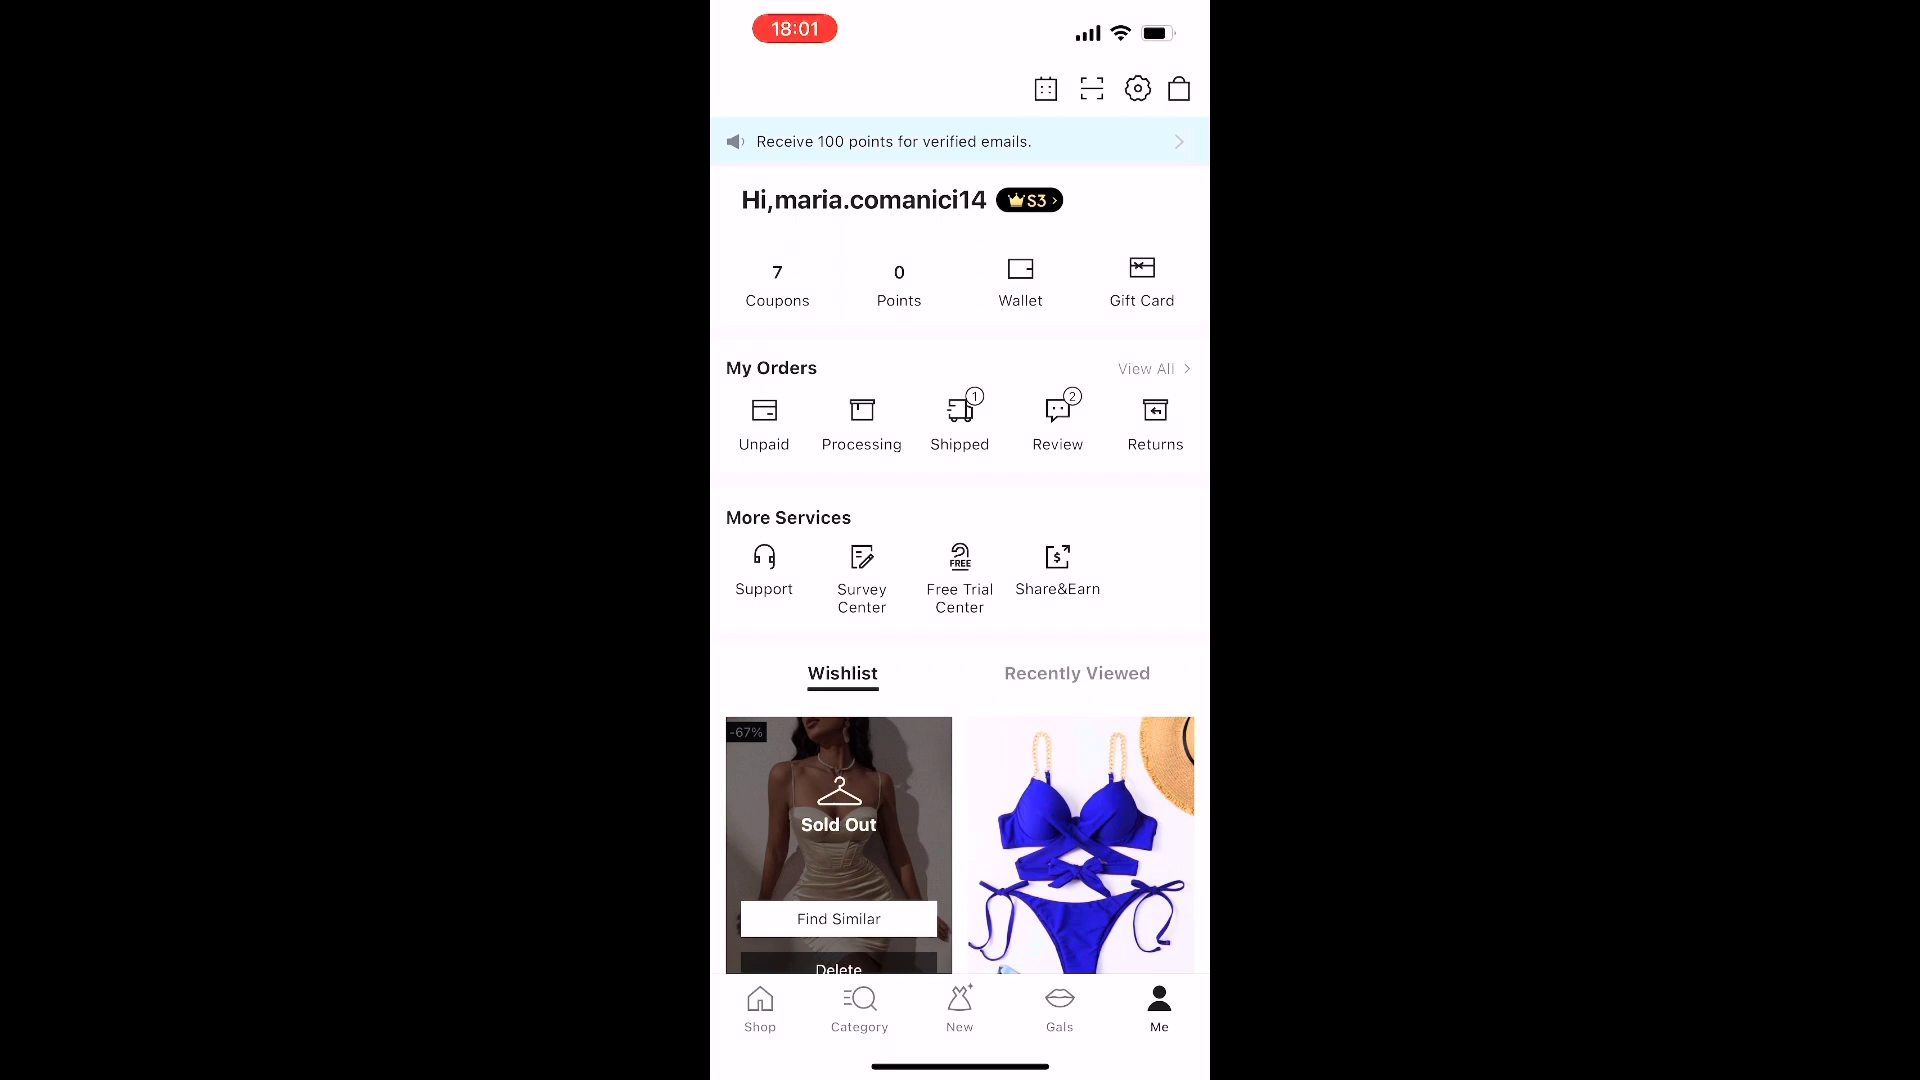 18:01
Receive 100 points for verified emails.
Hi,maria.comanici14 S3
7 0
Coupons Points Wallet Gift Card
My Orders View All
1 2
Unpaid Processing Shipped Review Returns
More Services
FREE $
Support Survey Center Free Trial Center Share&Earn
Wishlist Recently Viewed
-67%
Sold Out
Find Similar
Delete
Shop Category New Gals Me